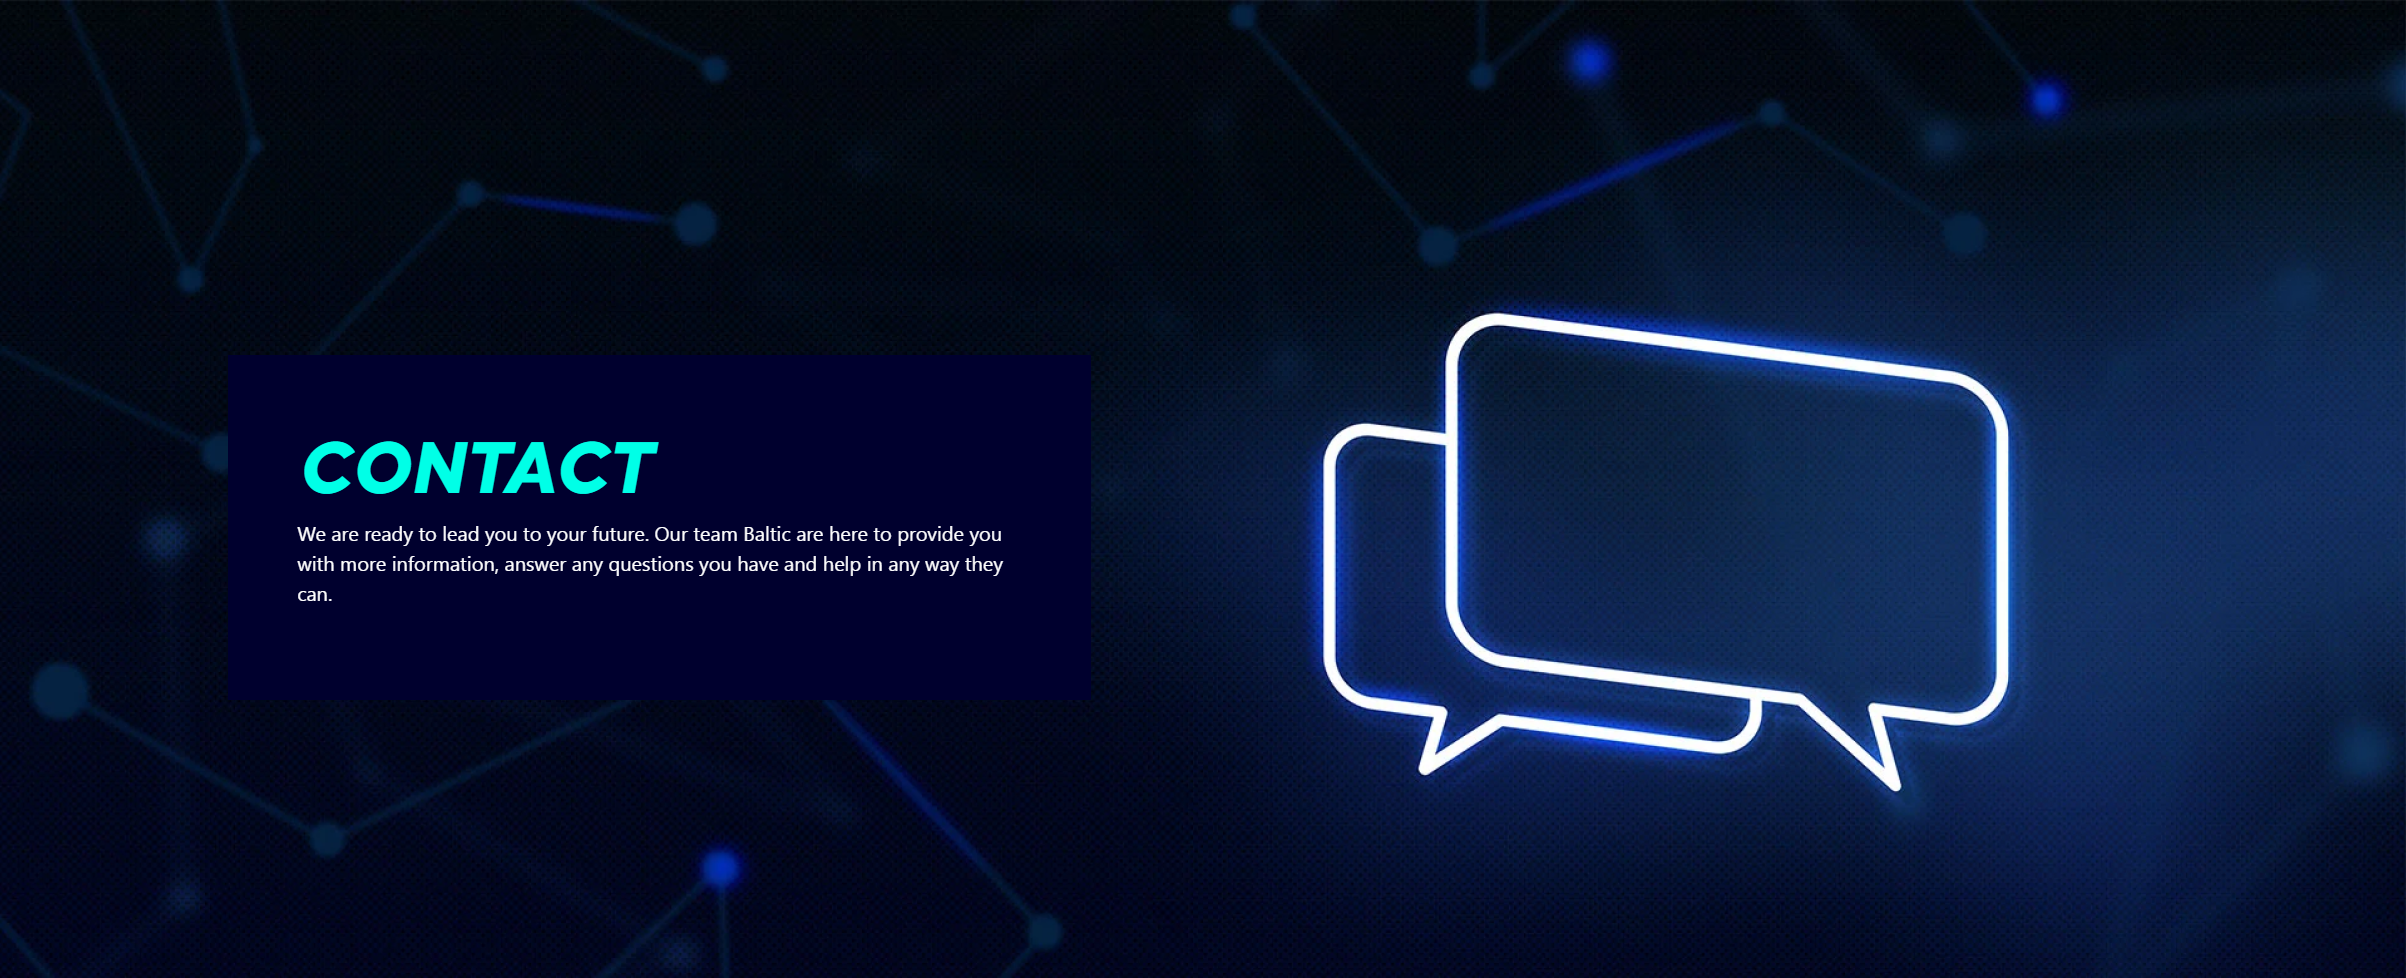 CONTACT
We are ready to lead you to your future. Our team Baltic are here to provide you
with more information, answer any questions you have and help in any way they
can.